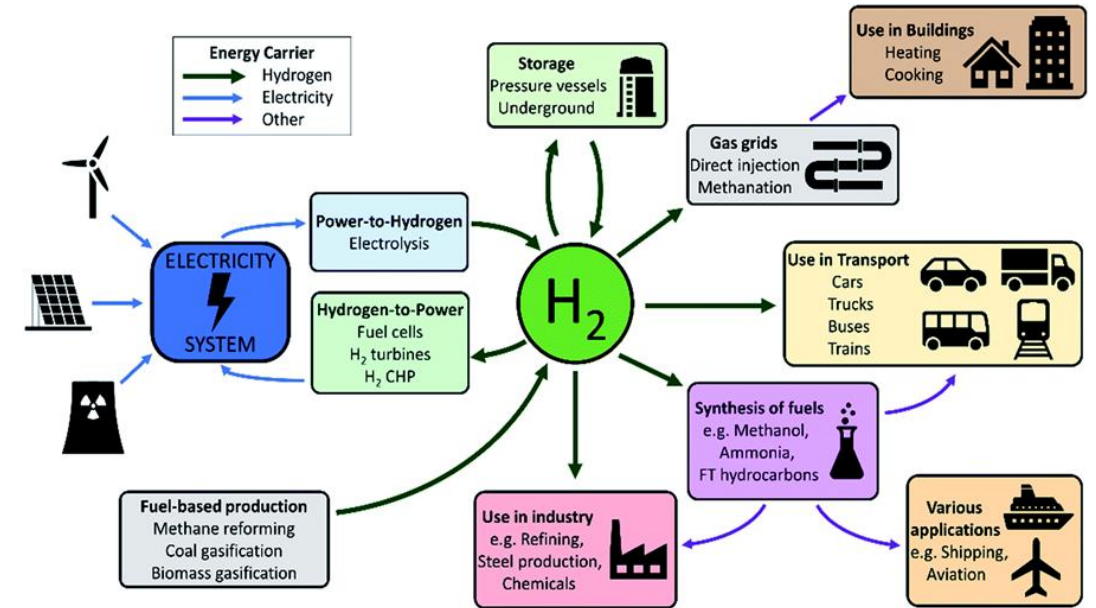 Energy Carrier
Hydrogen
Electricity
Other
Storage
Pressure vessels
Underground
Use in Buildings
Heating
Cooking
Gas grids
Direct injection
Methanation
Power-to-Hydrogen
Electrolysis
ELECTRICITY
SYSTEM
Hydrogen-to-Power
Fuel cells
H₂ turbines
H₂ CHP
H₂
Use in Transport
Cars
Trucks
Buses
Trains
Synthesis of fuels
e.g. Methanol,
Ammonia,
FT hydrocarbons
Fuel-based production
Methane reforming
Coal gasification
Biomass gasification
Use in industry
e.g. Refining,
Steel production,
Chemicals
Various
applications
e.g. Shipping,
Aviation